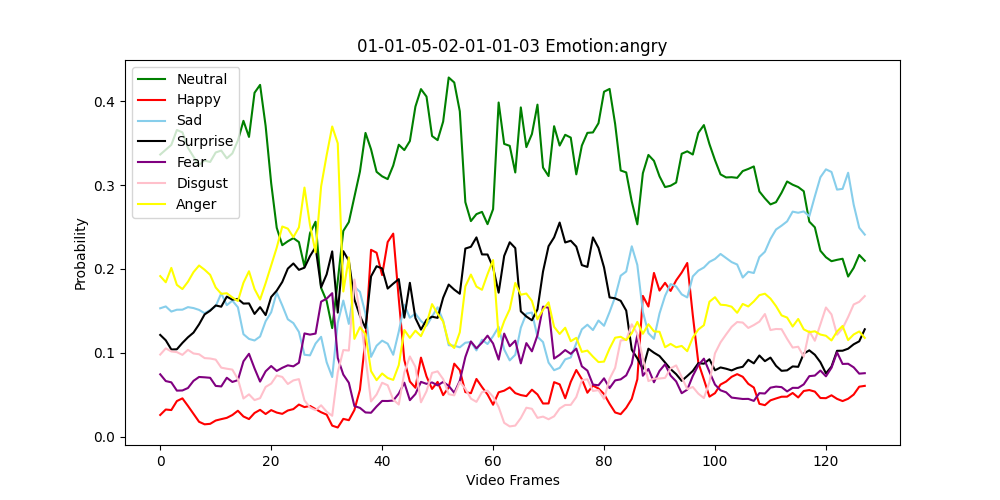 01-01-05-02-01-01-03 Emotion:angry
Neutral
Happy
Sad
Surprise
Fear
Disgust
Anger
Probability
0.4
0.3
0.2
0.1
0.0
0 20 40 60 80 100 120
Video Frames